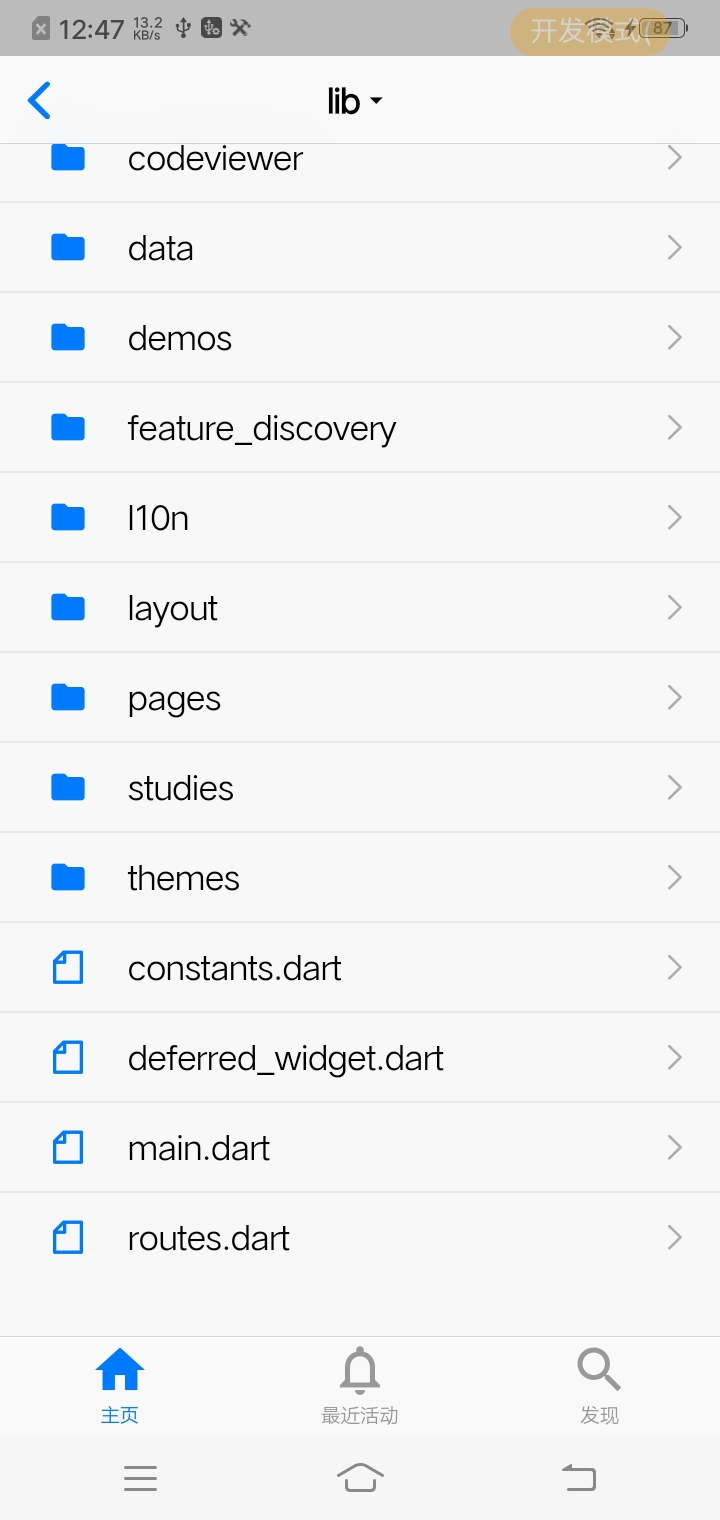 12:47 13.2 KB/s 开发模式( 87
lib
codeviewer
data
demos
feature_discovery
l10n
layout
pages
studies
themes
constants.dart
deferred_widget.dart
main.dart
routes.dart
主页 最近活动 发现